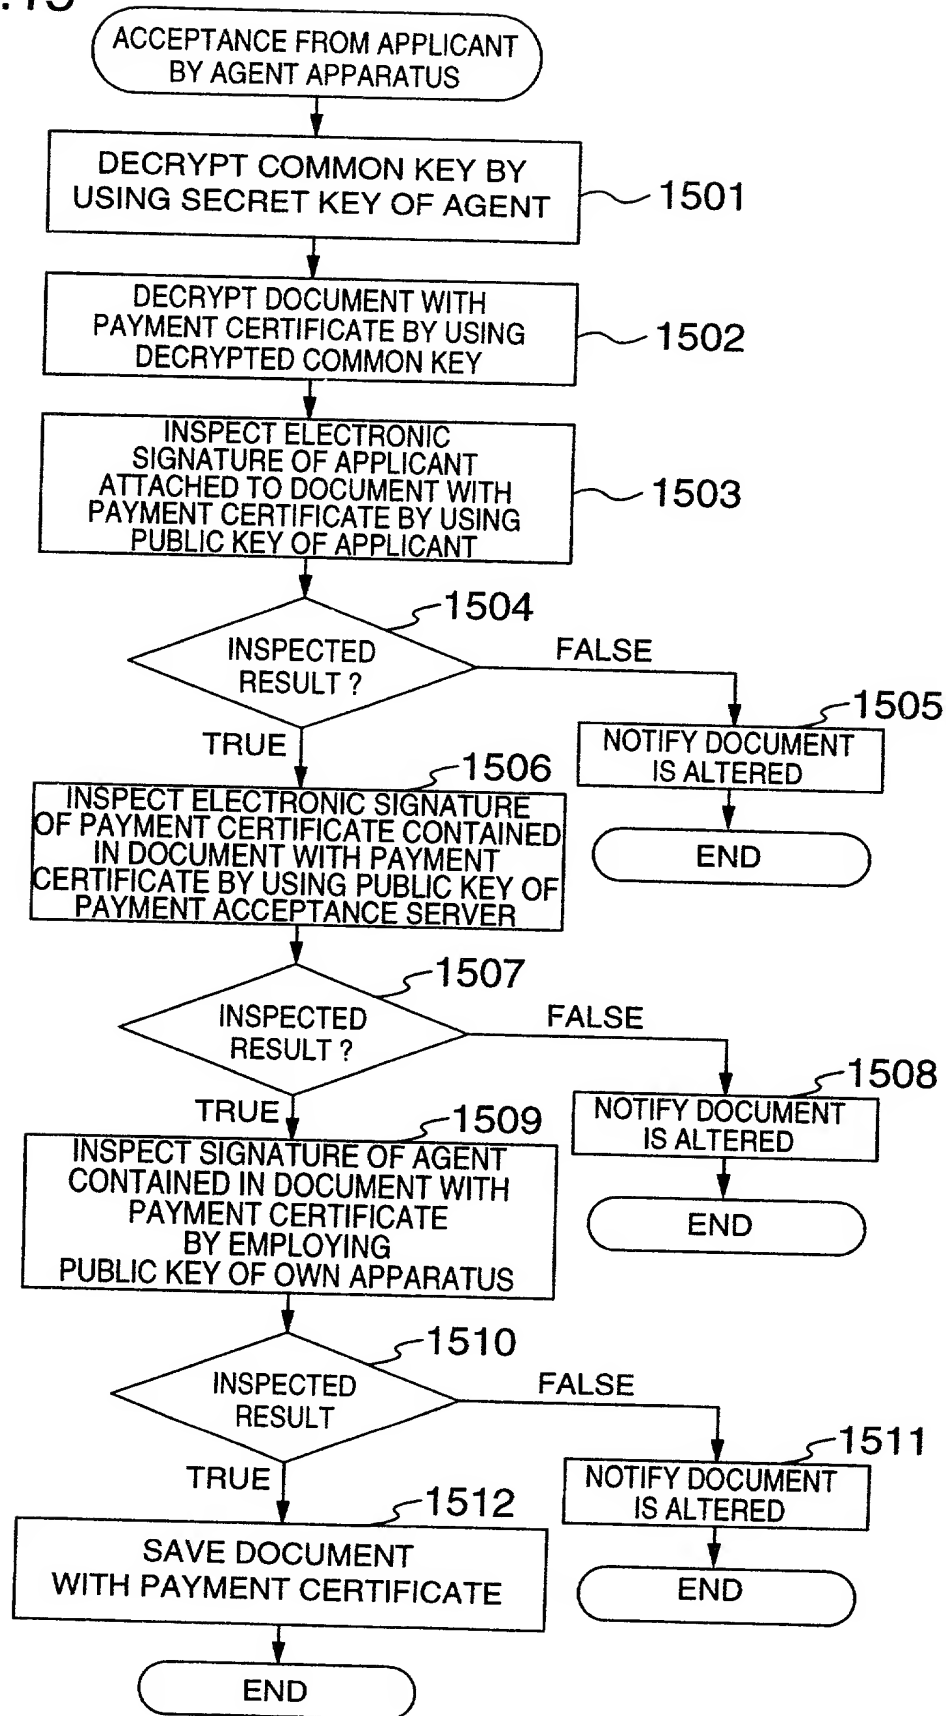 ACCEPTANCE FROM APPLICANT
BY AGENT APPARATUS
DECRYPT COMMON KEY BY
USING SECRET KEY OF AGENT
1501
DECRYPT DOCUMENT WITH
PAYMENT CERTIFICATE BY USING
DECRYPTED COMMON KEY
1502
INSPECT ELECTRONIC
SIGNATURE OF APPLICANT
ATTACHED TO DOCUMENT WITH
PAYMENT CERTIFICATE BY USING
PUBLIC KEY OF APPLICANT
1503
1504
INSPECTED
RESULT ?
FALSE
TRUE
1505
NOTIFY DOCUMENT
IS ALTERED
END
1506
INSPECT ELECTRONIC SIGNATURE
OF PAYMENT CERTIFICATE CONTAINED
IN DOCUMENT WITH PAYMENT
CERTIFICATE BY USING PUBLIC KEY OF
PAYMENT ACCEPTANCE SERVER
1507
INSPECTED
RESULT ?
FALSE
TRUE
1508
NOTIFY DOCUMENT
IS ALTERED
END
1509
INSPECT SIGNATURE OF AGENT
CONTAINED IN DOCUMENT WITH
PAYMENT CERTIFICATE
BY EMPLOYING
PUBLIC KEY OF OWN APPARATUS
1510
INSPECTED
RESULT
FALSE
TRUE
1511
NOTIFY DOCUMENT
IS ALTERED
END
1512
SAVE DOCUMENT
WITH PAYMENT CERTIFICATE
END